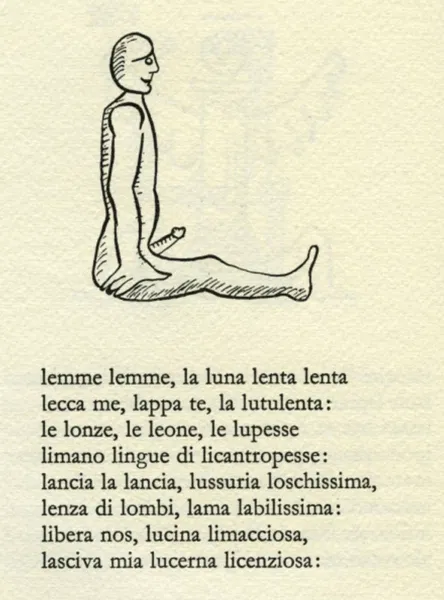 lemme lemme, la luna lenta lenta
lecca me, lappa te, la lutulenta:
le lonze, le leone, le lupesse
limano lingue di licantropesse:
lancia la lancia, lussuria loschissima,
lenza di lombi, lama labilissima:
libera nos, lucina limacciosa,
lasciva mia lucerna licenziosa: